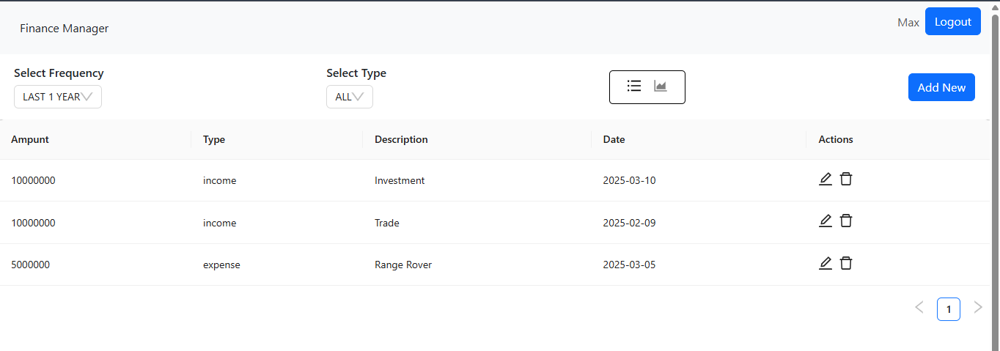 Finance Manager
Max
Logout
Select Frequency
Select Type
LAST 1 YEAR
ALL
Add New
Ampunt Type Description Date Actions
10000000 income Investment 2025-03-10
10000000 income Trade 2025-02-09
5000000 expense Range Rover 2025-03-05
1